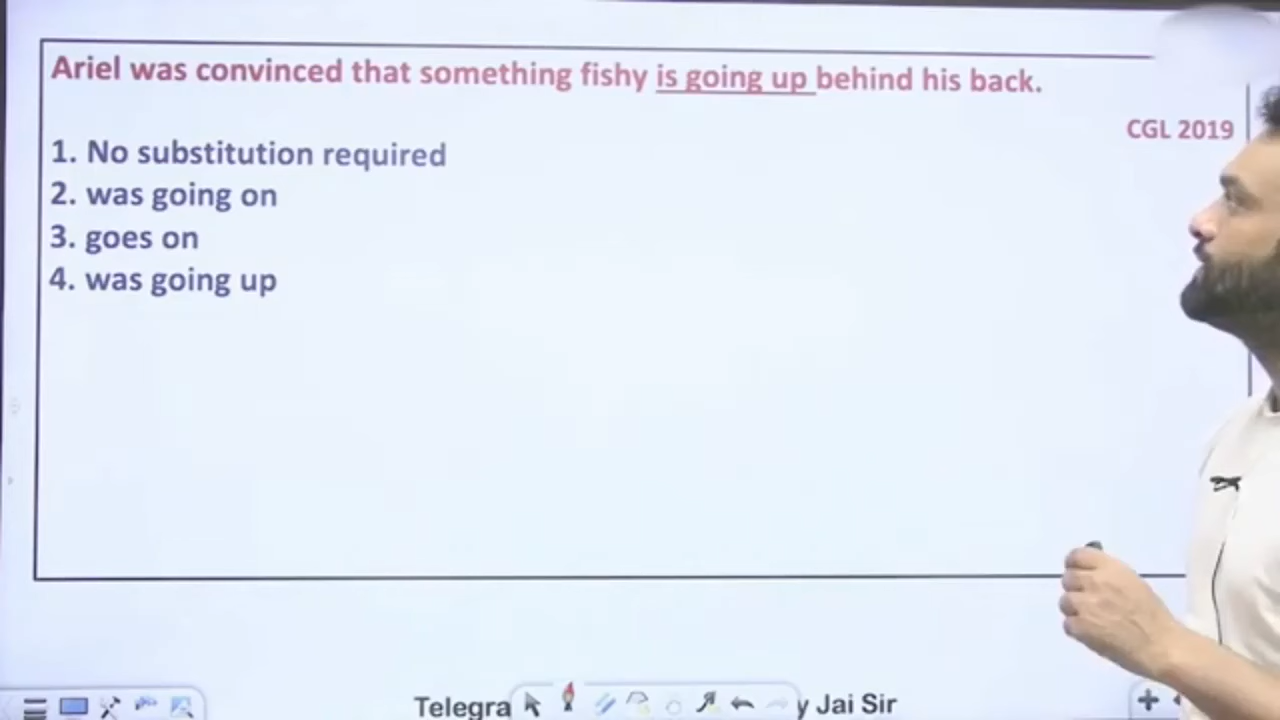 Ariel was convinced that something fishy is going up behind his back.
CGL 2019
1. No substitution required
2. was going on
3. goes on
4. was going up
Telegra y Jai Sir